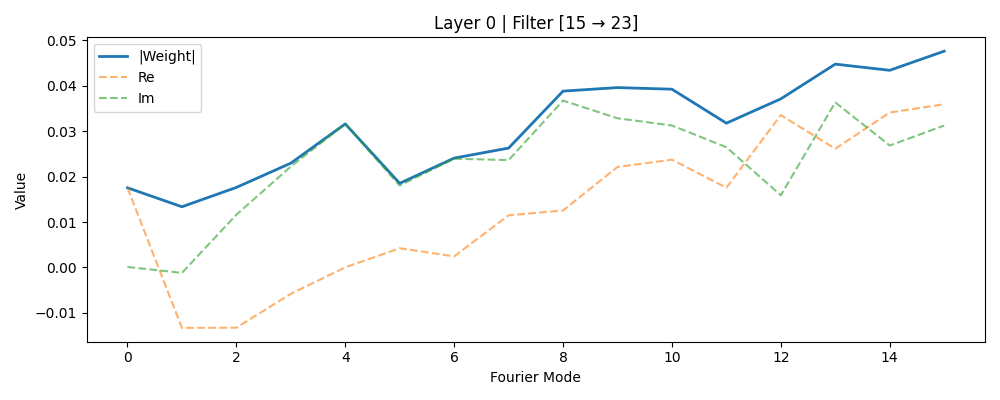 Layer 0 | Filter [15 → 23]
|Weight|
Re
Im
Value
0.05
0.04
0.03
0.02
0.01
0.00
−0.01
0 2 4 6 8 10 12 14
Fourier Mode